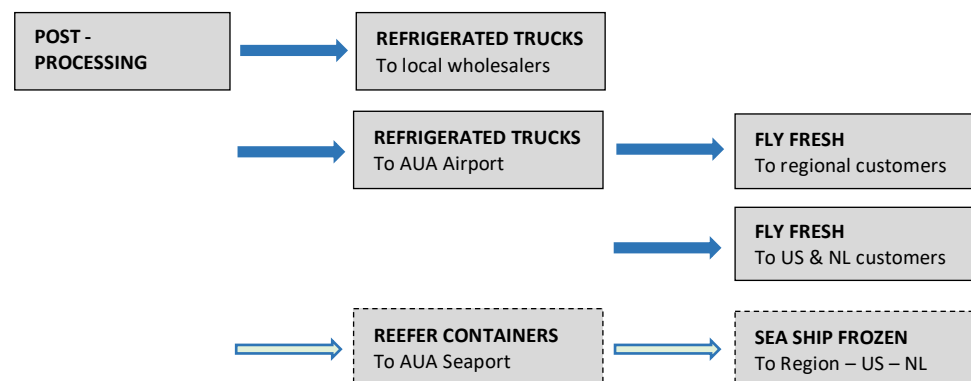 POST -
PROCESSING
REFRIGERATED TRUCKS
To local wholesalers
REFRIGERATED TRUCKS
To AUA Airport
FLY FRESH
To regional customers
FLY FRESH
To US & NL customers
REEFER CONTAINERS
To AUA Seaport
SEA SHIP FROZEN
To Region – US – NL